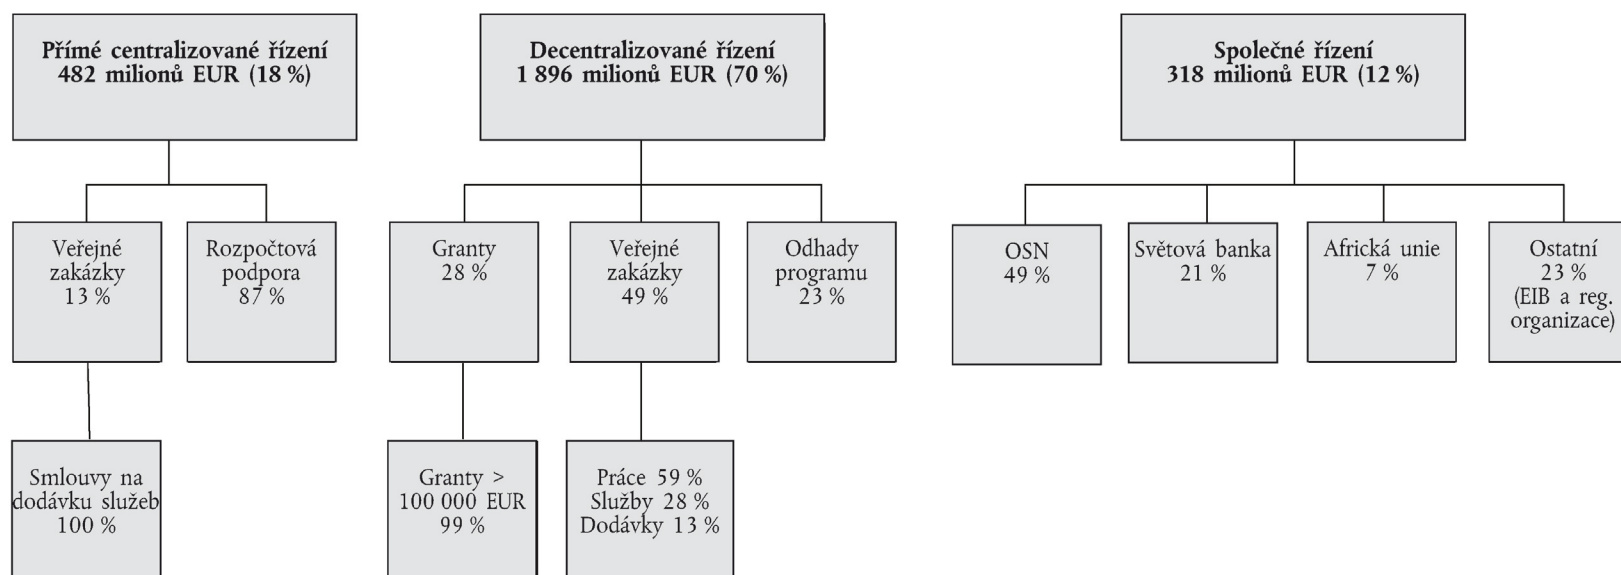 Přímé centralizované řízení
482 milionů EUR (18 %)
Decentralizované řízení
1 896 milionů EUR (70 %)
Společné řízení
318 milionů EUR (12 %)
Veřejné
zakázky
13 %
Rozpočtová
podpora
87 %
Granty
28 %
Veřejné
zakázky
49 %
Odhady
programu
23 %
OSN
49 %
Světová banka
21 %
Africká unie
7 %
Ostatní
23 %
(EIB a reg.
organizace)
Smlouvy na
dodávku služeb
100 %
Granty >
100 000 EUR
99 %
Práce 59 %
Služby 28 %
Dodávky 13 %